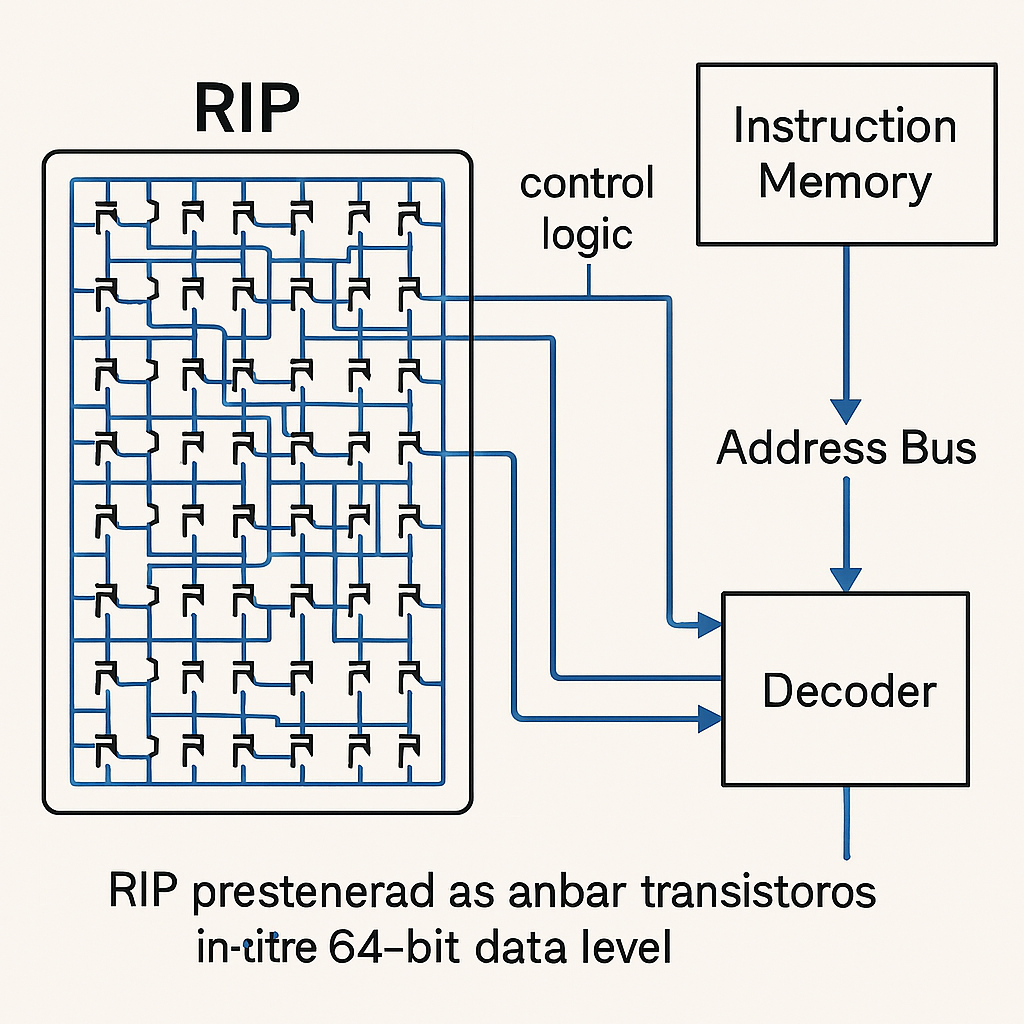 RIP
control
logic
Instruction
Memory
Address Bus
Decoder
RIP prestenerad as anbar transistoros
in-titre 64-bit data level